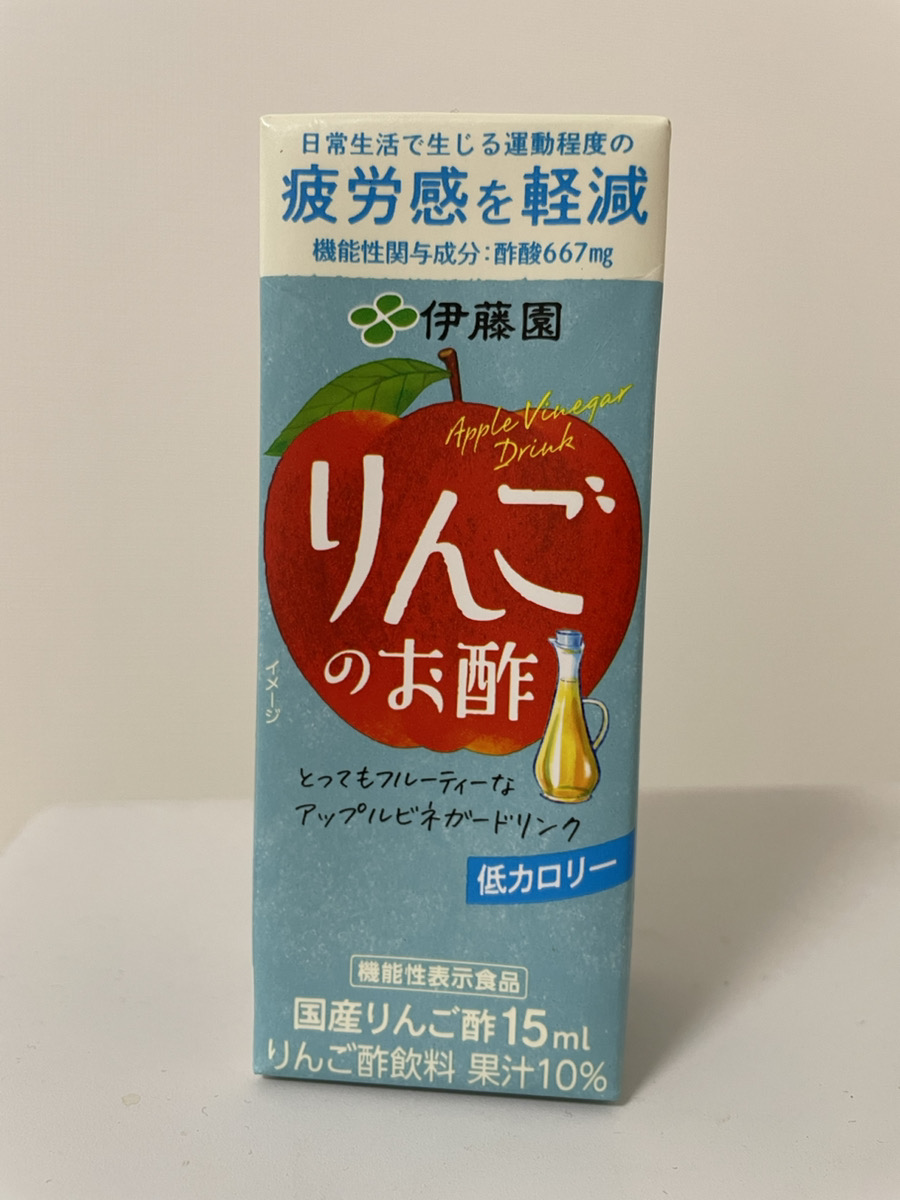 日常生活で生じる運動程度の
疲労感を軽減
機能性関与成分:酢酸667mg
伊藤園
Apple Vinegar
Drink
りんご
のお酢
イメージ
とってもフルーティーな
アップルビネガードリンク
低カロリー
機能性表示食品
国産りんご酢15ml
りんご酢飲料 果汁10%